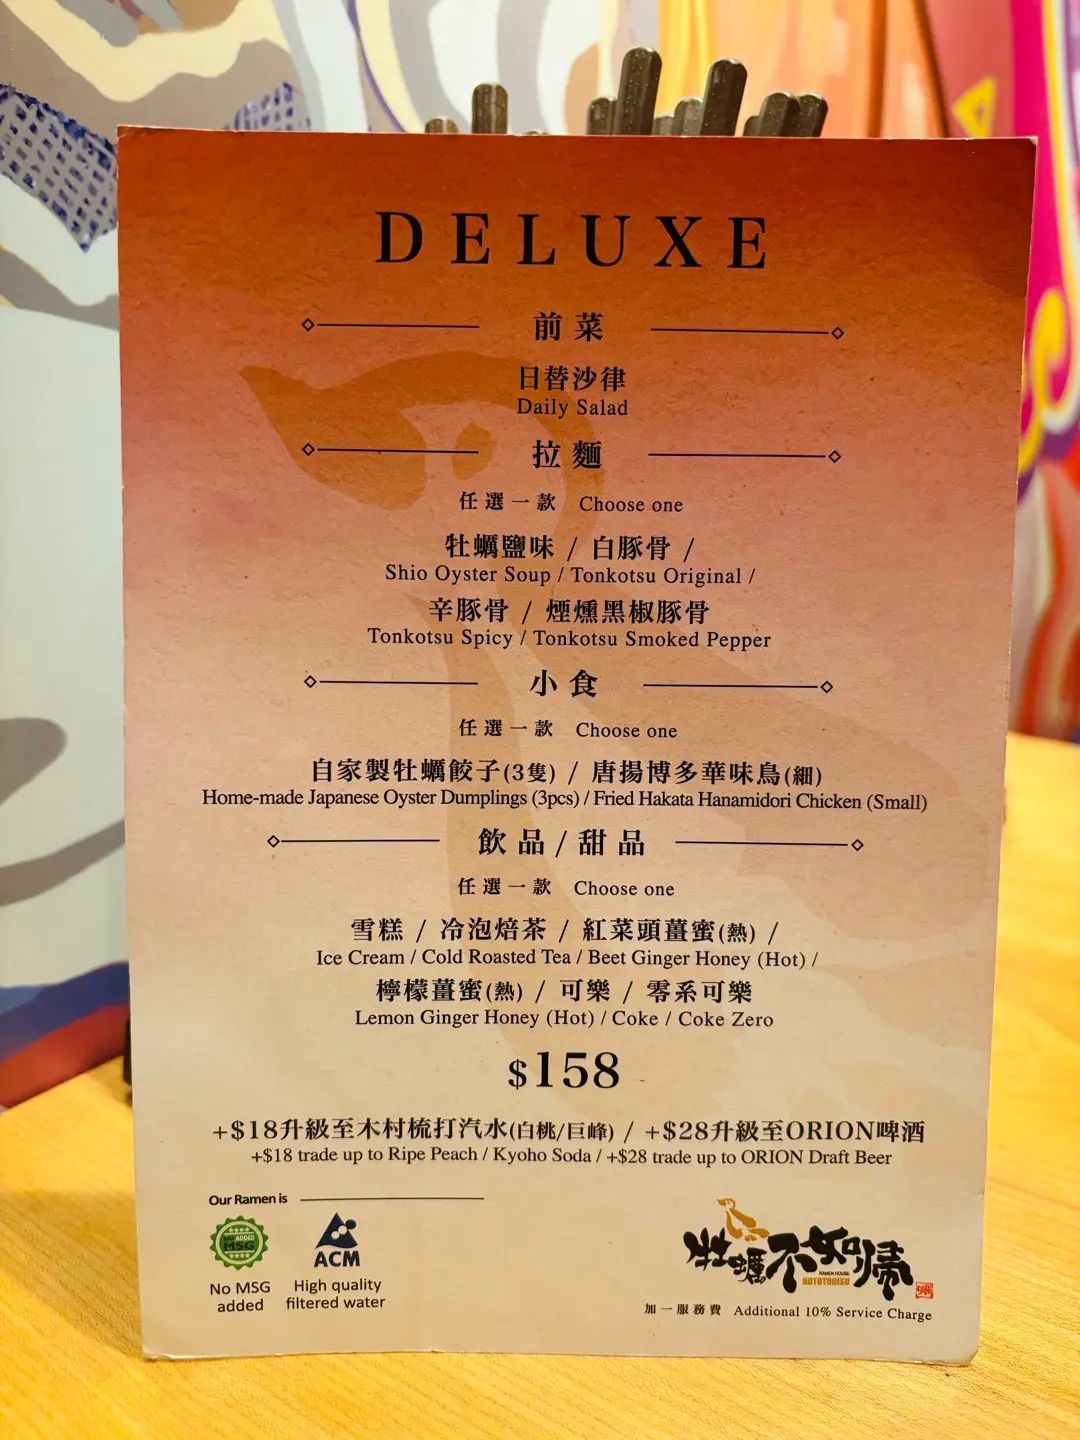 DELUXE
前菜
日替沙律
Daily Salad
拉麵
任選一款 Choose one
牡蠣鹽味 / 白豚骨 /
Shio Oyster Soup / Tonkotsu Original /
辛豚骨 / 煙燻黑椒豚骨
Tonkotsu Spicy / Tonkotsu Smoked Pepper
小食
任選一款 Choose one
自家製牡蠣餃子(3隻) / 唐揚博多華味鳥(細)
Home-made Japanese Oyster Dumplings (3pcs) / Fried Hakata Hanamidori Chicken (Small)
飲品/甜品
任選一款 Choose one
雪糕 / 冷泡焙茶 / 紅菜頭薑蜜(熱) /
Ice Cream / Cold Roasted Tea / Beet Ginger Honey (Hot) /
檸檬薑蜜(熱) / 可樂 / 零系可樂
Lemon Ginger Honey (Hot) / Coke / Coke Zero
$158
+$18升級至木村梳打汽水(白桃/巨峰) / +$28升級至ORION啤酒
+$18 trade up to Ripe Peach / Kyoho Soda / +$28 trade up to ORION Draft Beer
Our Ramen is
ADDED
MSG
ACM
No MSG added
High quality filtered water
牡蠣不如帰
RAMEN HOUSE
HOTOTOGISU
加一服務費 Additional 10% Service Charge